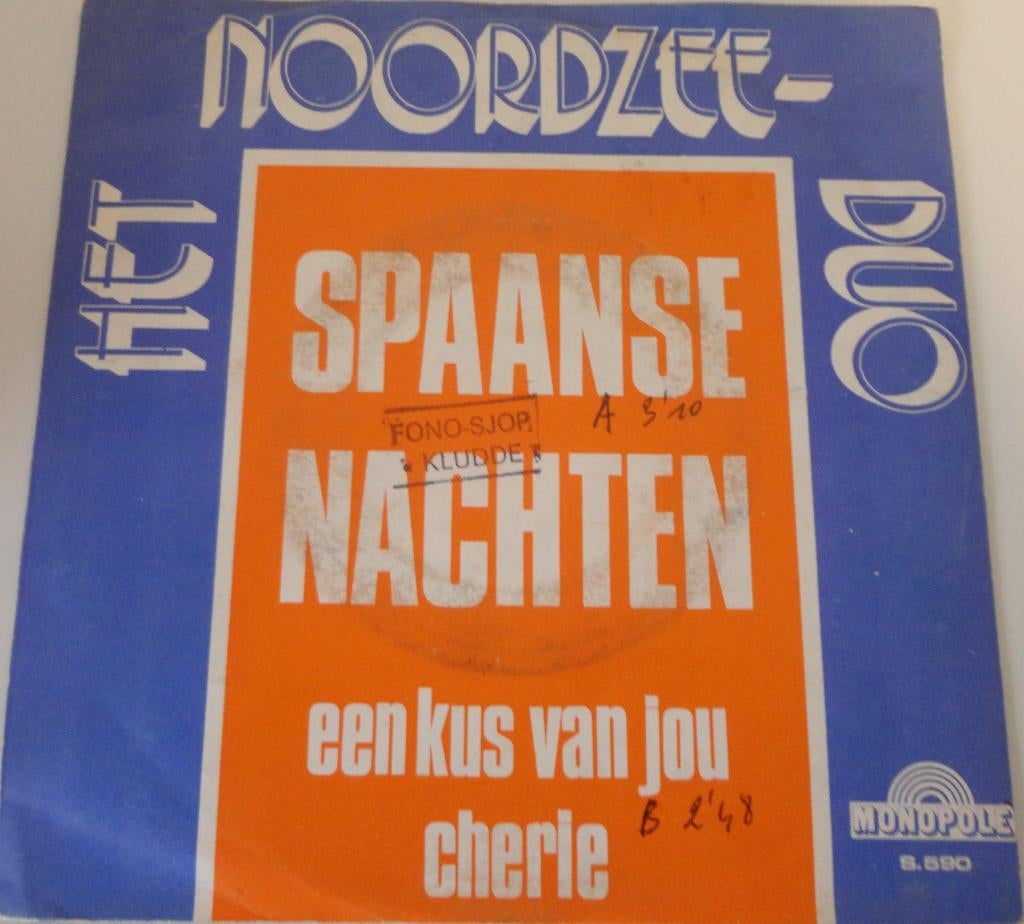 HET
NOORDZEE-
DUO
SPAANSE
A 3'10
FONO-SJOP
KLUDDE
NACHTEN
een kus van jou
B 2'48
cherie
MONOPOLE
S.590